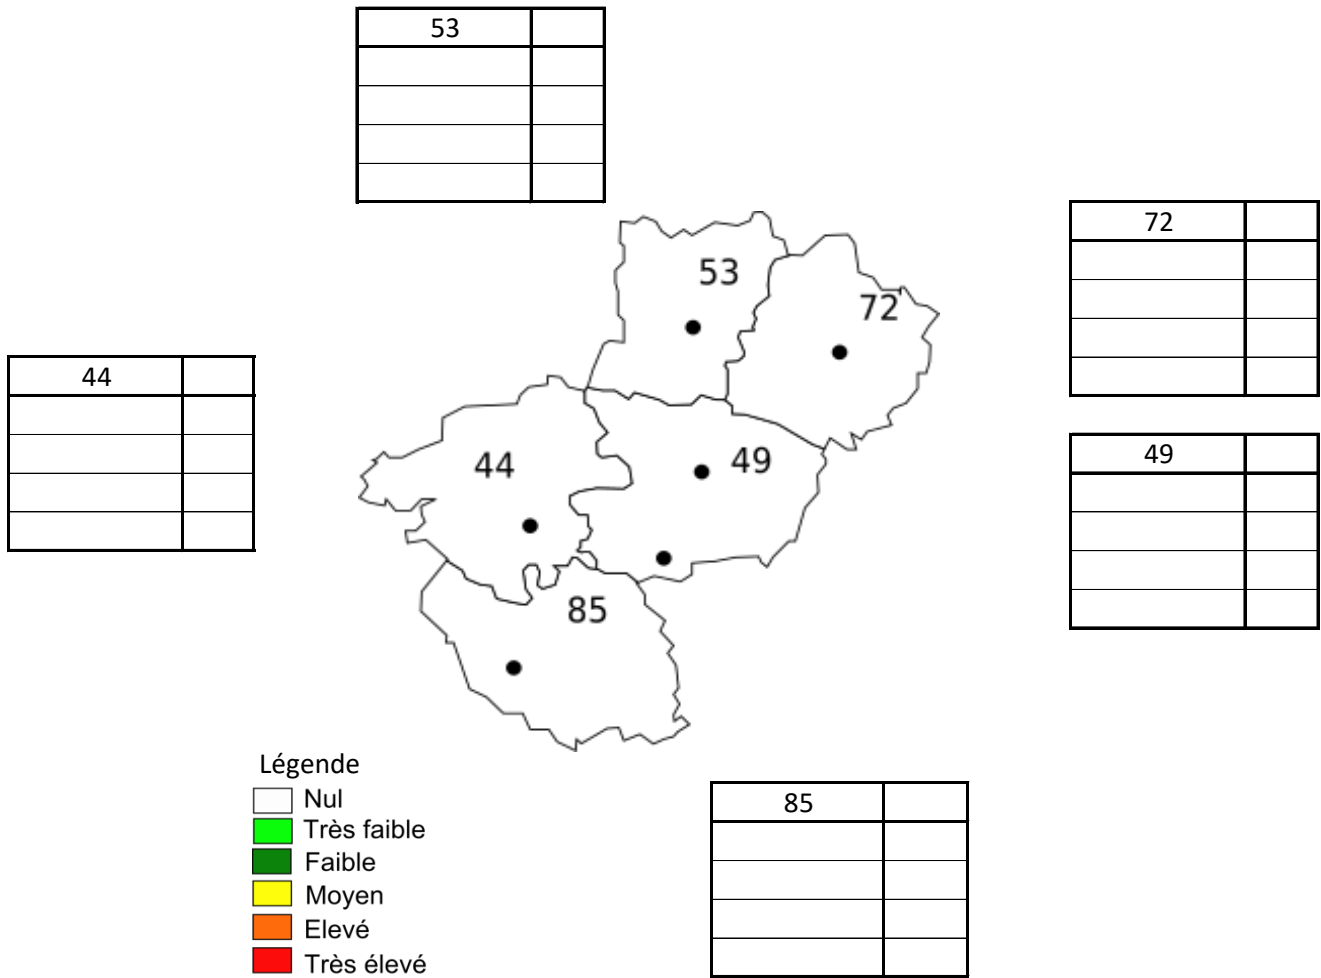 53
72
53
72
44
49
44
49
85
Légende
Nul
Très faible
Faible
Moyen
Elevé
Très élevé
85